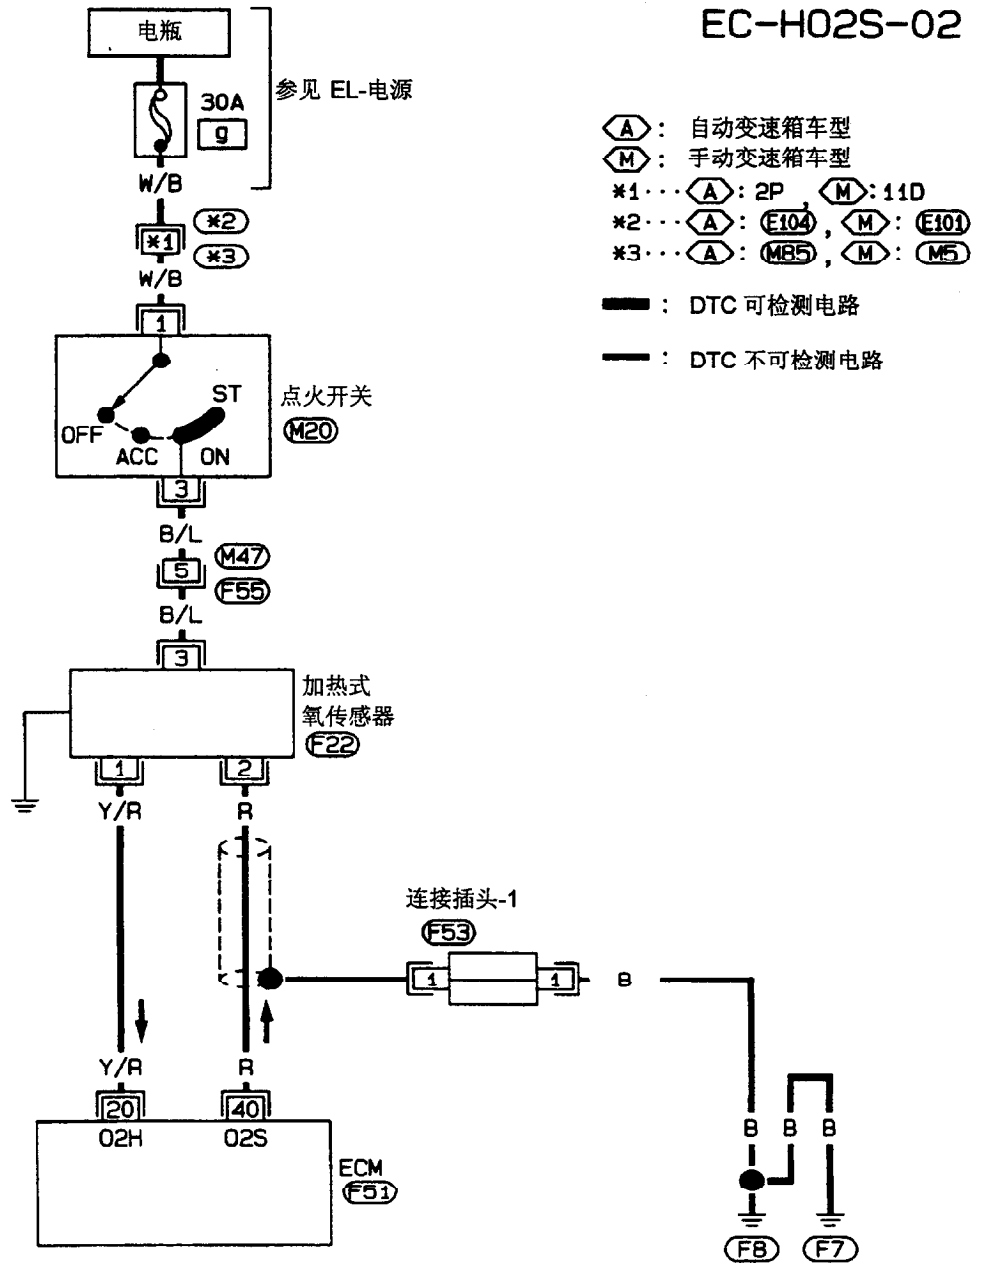 EC-HO2S-02
电瓶
参见 EL-电源
30A
g
W/B
*2
*1
*3
W/B
1
ST
OFF
ACC
ON
点火开关
M20
3
B/L
M47
5
F55
B/L
3
加热式
氧传感器
F22
1
2
Y/R
R
连接插头-1
F53
1
1
B
Y/R
R
20
40
O2H
O2S
ECM
F51
B
B
B
F8
F7
A : 自动变速箱车型
M : 手动变速箱车型
*1··· A : 2P , M : 11D
*2··· A : E104 , M : E101
*3··· A : M85 , M : M5
: DTC 可检测电路
: DTC 不可检测电路